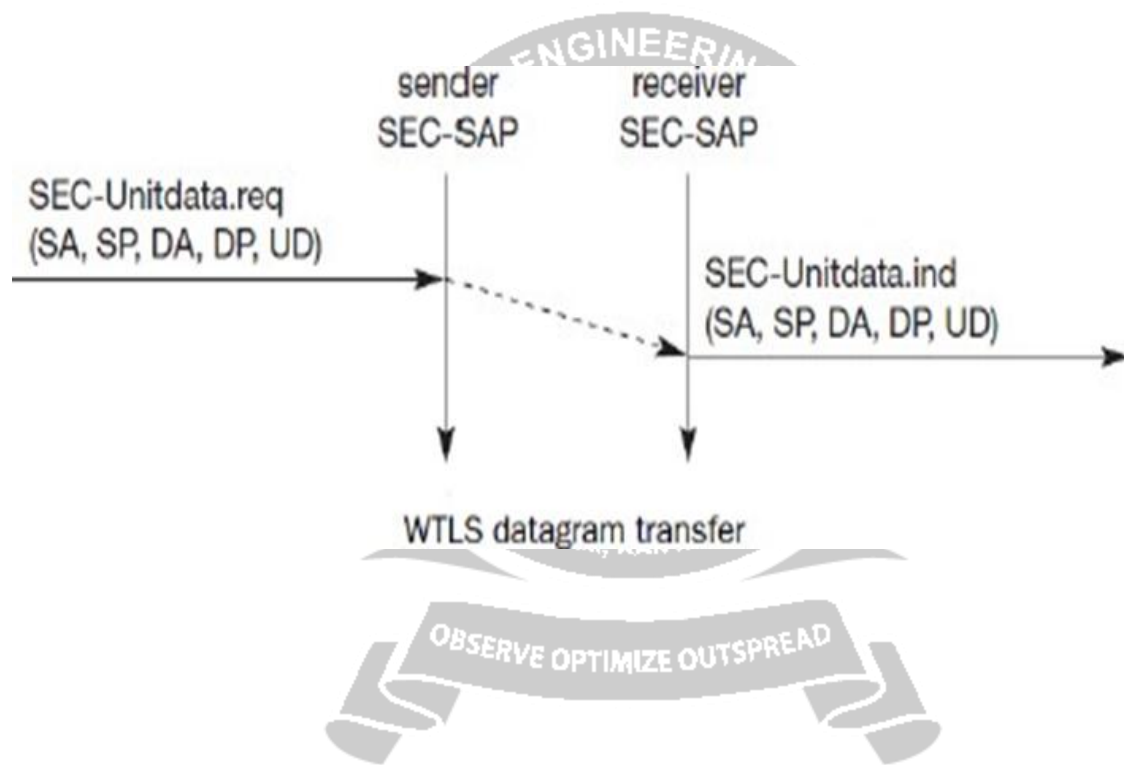 ENGINEERIN
sender
SEC-SAP
receiver
SEC-SAP
SEC-Unitdata.req
(SA, SP, DA, DP, UD)
SEC-Unitdata.ind
(SA, SP, DA, DP, UD)
WTLS datagram transfer
OBSERVE OPTIMIZE OUTSPREAD